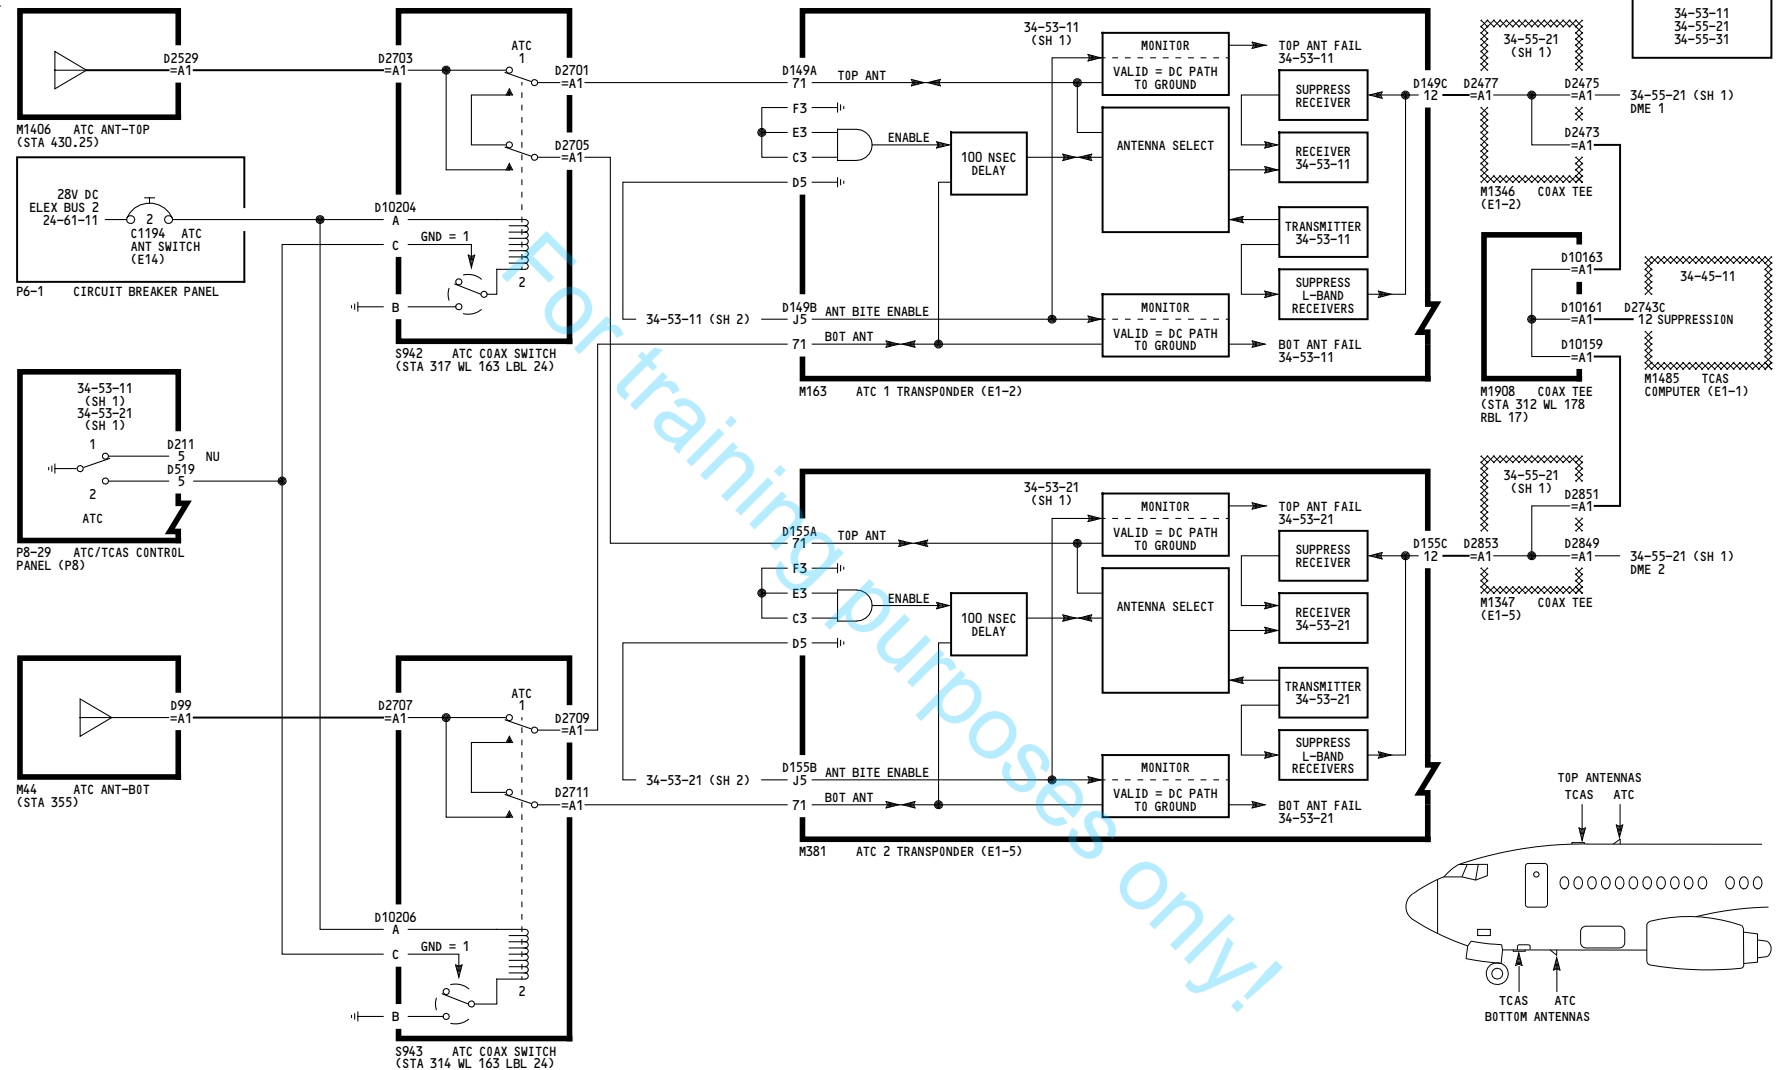 M1406 ATC ANT-TOP
(STA 430.25)
D2529
=A1
28V DC
ELEX BUS 2
24-61-11
2
C1194 ATC
ANT SWITCH
(E14)
P6-1 CIRCUIT BREAKER PANEL
34-53-11
(SH 1)
34-53-21
(SH 1)
1
2
ATC
D211
5 NU
D519
5
P8-29 ATC/TCAS CONTROL
PANEL (P8)
D99
=A1
M44 ATC ANT-BOT
(STA 355)
ATC
1
D2703
=A1
D2701
=A1
D2705
=A1
D10204
A
C
GND = 1
2
B
S942 ATC COAX SWITCH
(STA 317 WL 163 LBL 24)
ATC
1
D2707
=A1
D2709
=A1
D2711
=A1
D10206
A
C
GND = 1
2
B
S943 ATC COAX SWITCH
(STA 314 WL 163 LBL 24)
34-53-11
(SH 1)
D149A
71
TOP ANT
F3
E3
C3
D5
ENABLE
100 NSEC
DELAY
MONITOR
VALID = DC PATH
TO GROUND
TOP ANT FAIL
34-53-11
ANTENNA SELECT
SUPPRESS
RECEIVER
RECEIVER
34-53-11
TRANSMITTER
34-53-11
SUPPRESS
L-BAND
RECEIVERS
34-53-11 (SH 2)
D149B
J5
ANT BITE ENABLE
71
BOT ANT
MONITOR
VALID = DC PATH
TO GROUND
BOT ANT FAIL
34-53-11
D149C
12
M163 ATC 1 TRANSPONDER (E1-2)
34-53-21
(SH 1)
D155A
71
TOP ANT
F3
E3
C3
D5
ENABLE
100 NSEC
DELAY
MONITOR
VALID = DC PATH
TO GROUND
TOP ANT FAIL
34-53-21
ANTENNA SELECT
SUPPRESS
RECEIVER
RECEIVER
34-53-21
TRANSMITTER
34-53-21
SUPPRESS
L-BAND
RECEIVERS
34-53-21 (SH 2)
D155B
J5
ANT BITE ENABLE
71
BOT ANT
MONITOR
VALID = DC PATH
TO GROUND
BOT ANT FAIL
34-53-21
D155C
12
M381 ATC 2 TRANSPONDER (E1-5)
34-53-11
34-55-21
34-55-31
34-55-21
(SH 1)
D2477
=A1
D2475
=A1
34-55-21 (SH 1)
DME 1
D2473
=A1
M1346 COAX TEE
(E1-2)
D10163
=A1
D10161
=A1
D10159
=A1
M1908 COAX TEE
(STA 312 WL 178
RBL 17)
34-45-11
D2743C
12 SUPPRESSION
M1485 TCAS
COMPUTER (E1-1)
34-55-21
(SH 1)
D2851
=A1
D2853
=A1
D2849
=A1
34-55-21 (SH 1)
DME 2
M1347 COAX TEE
(E1-5)
TOP ANTENNAS
TCAS ATC
TCAS ATC
BOTTOM ANTENNAS
For training purposes only!